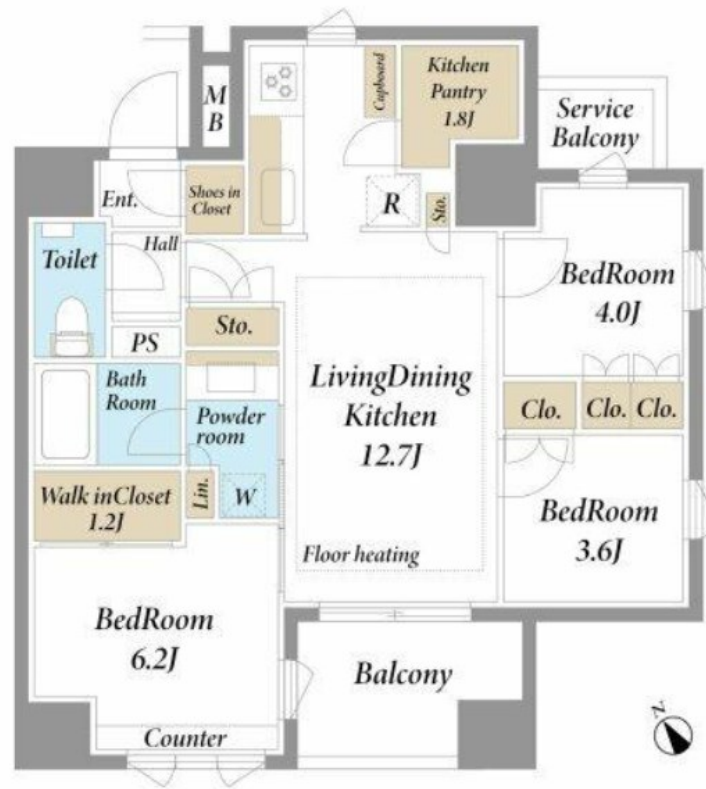 M
B
Cupboard
Kitchen
Pantry
1.8J
Service
Balcony
Ent.
Shoes in
Closet
R
Sto.
Toilet
Hall
BedRoom
4.0J
PS
Sto.
Bath
Room
Powder
room
LivingDining
Kitchen
12.7J
Clo.
Clo.
Clo.
Walk inCloset
1.2J
Lin.
W
BedRoom
3.6J
Floor heating
BedRoom
6.2J
Balcony
Counter
N